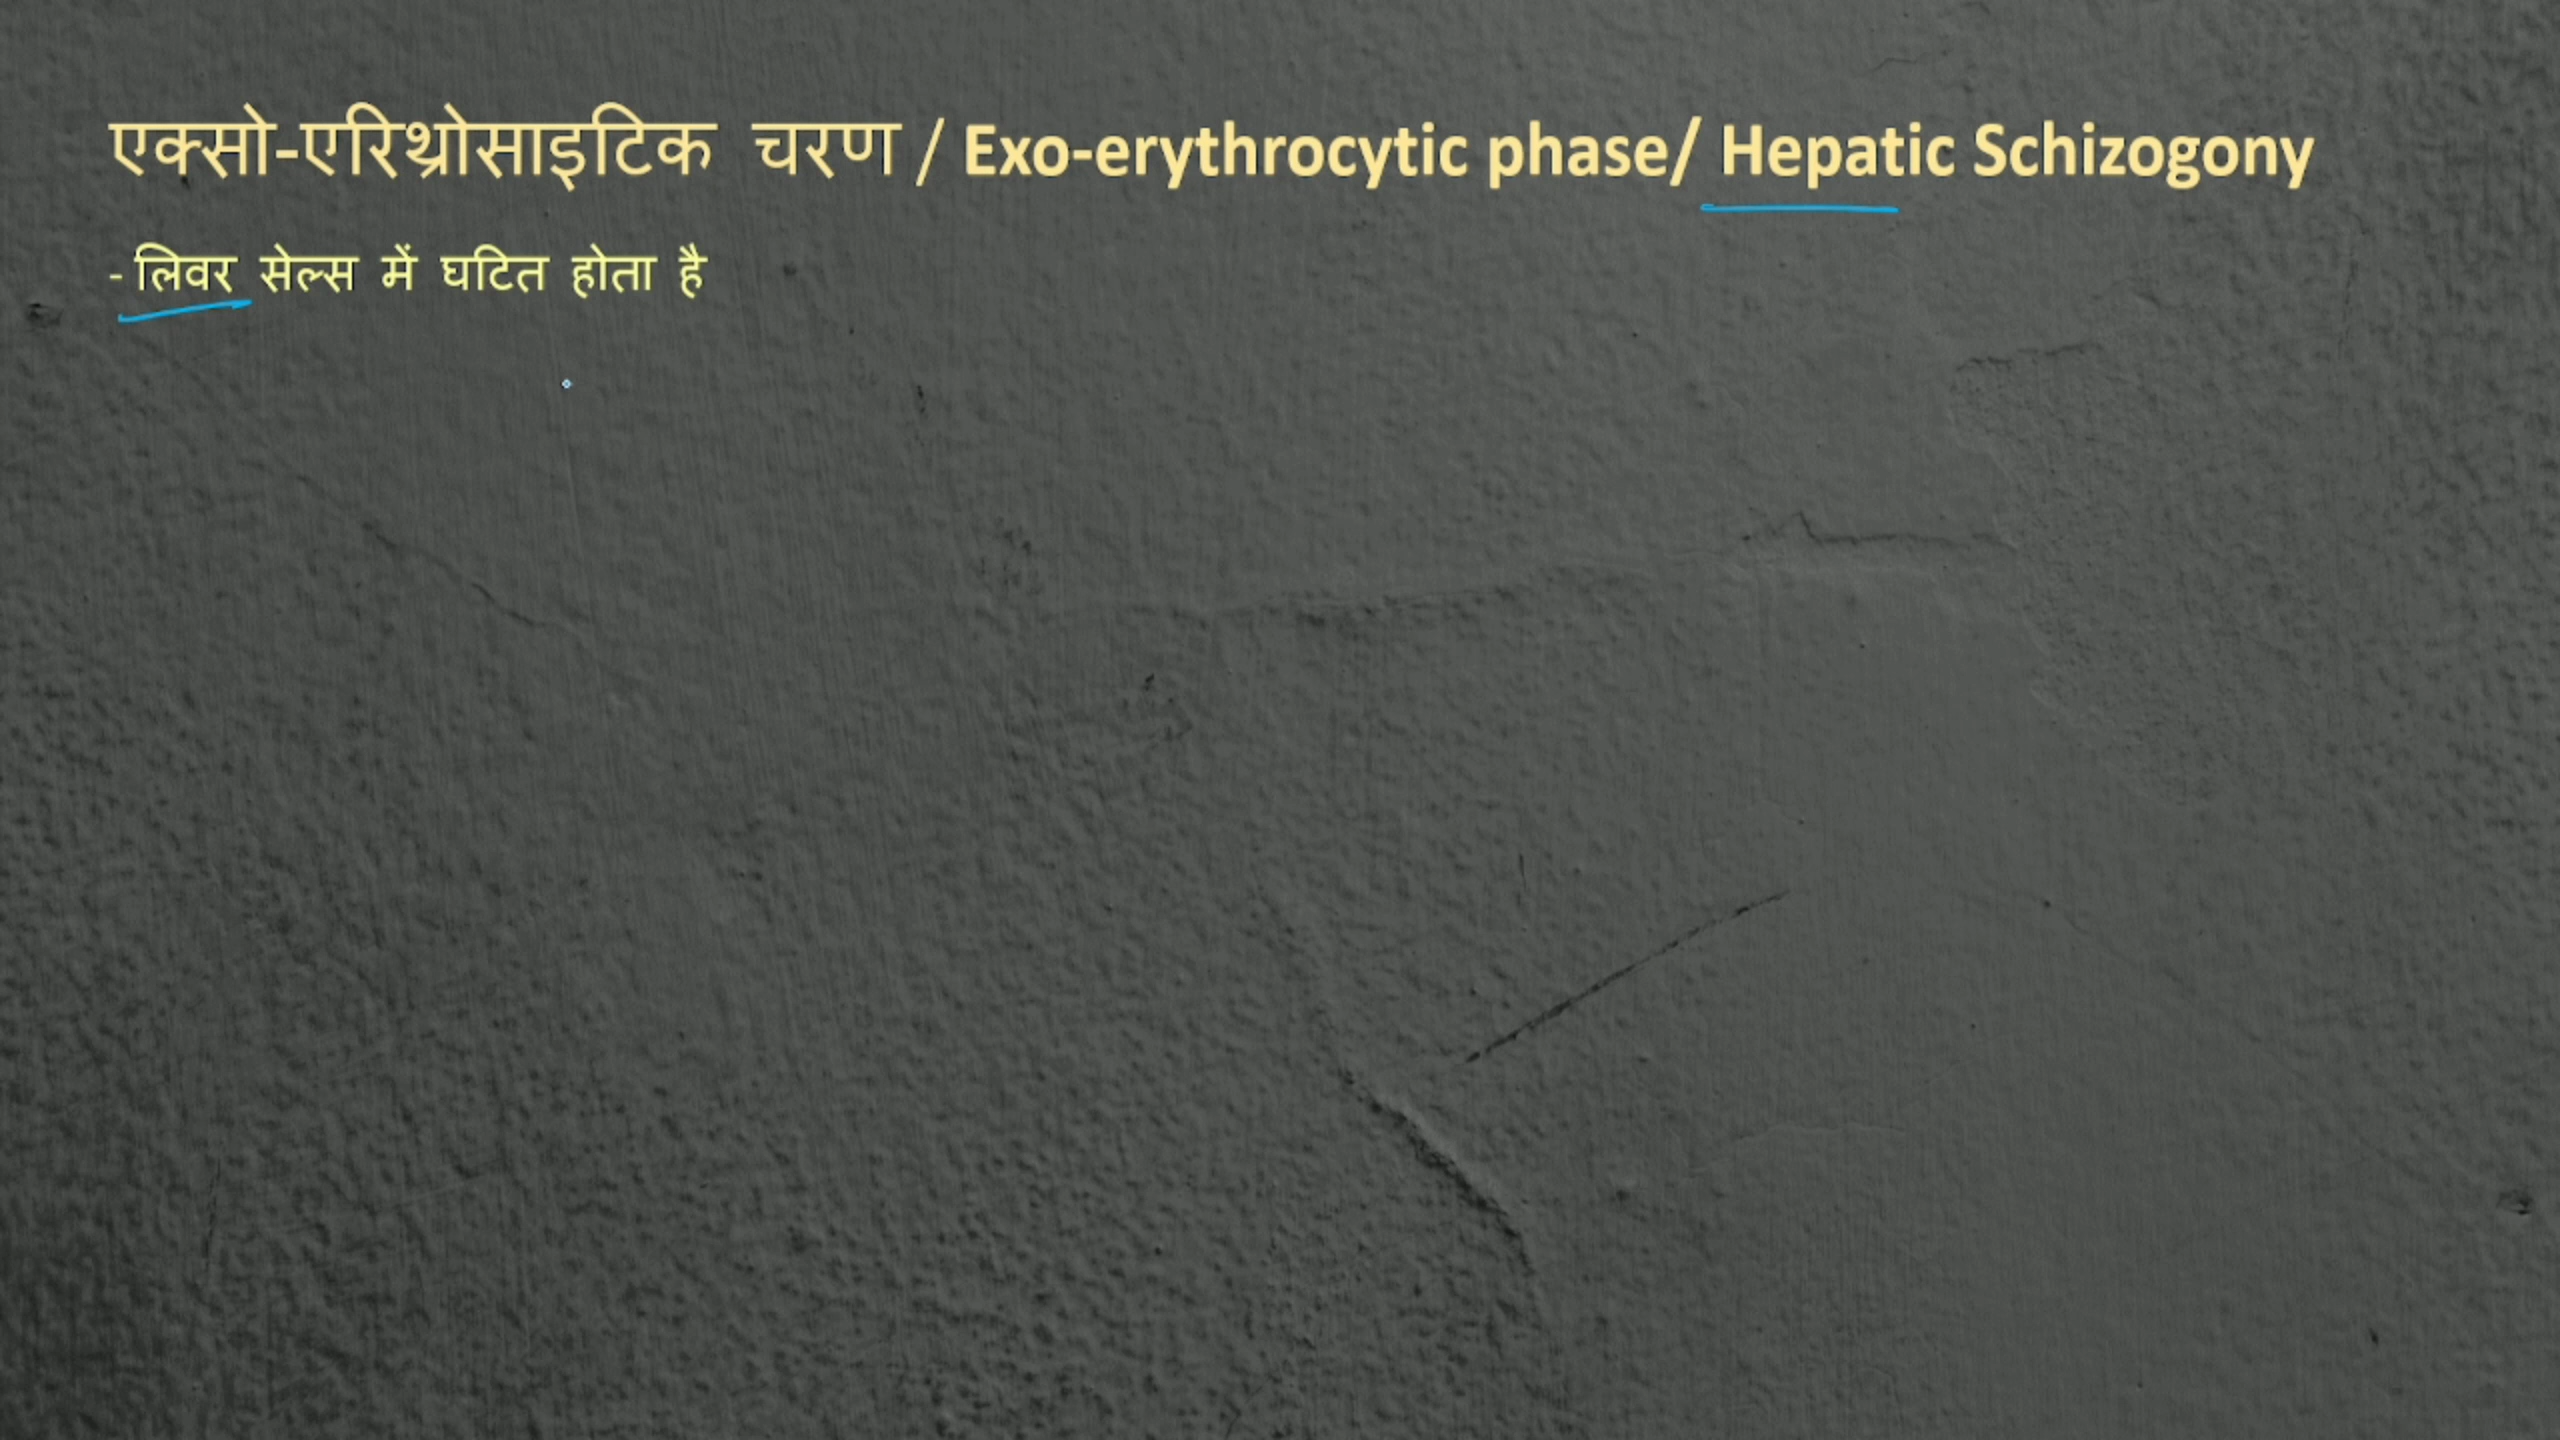 एक्सो-एरिथ्रोसाइटिक चरण / Exo-erythrocytic phase/ Hepatic Schizogony
- लिवर सेल्स में घटित होता है